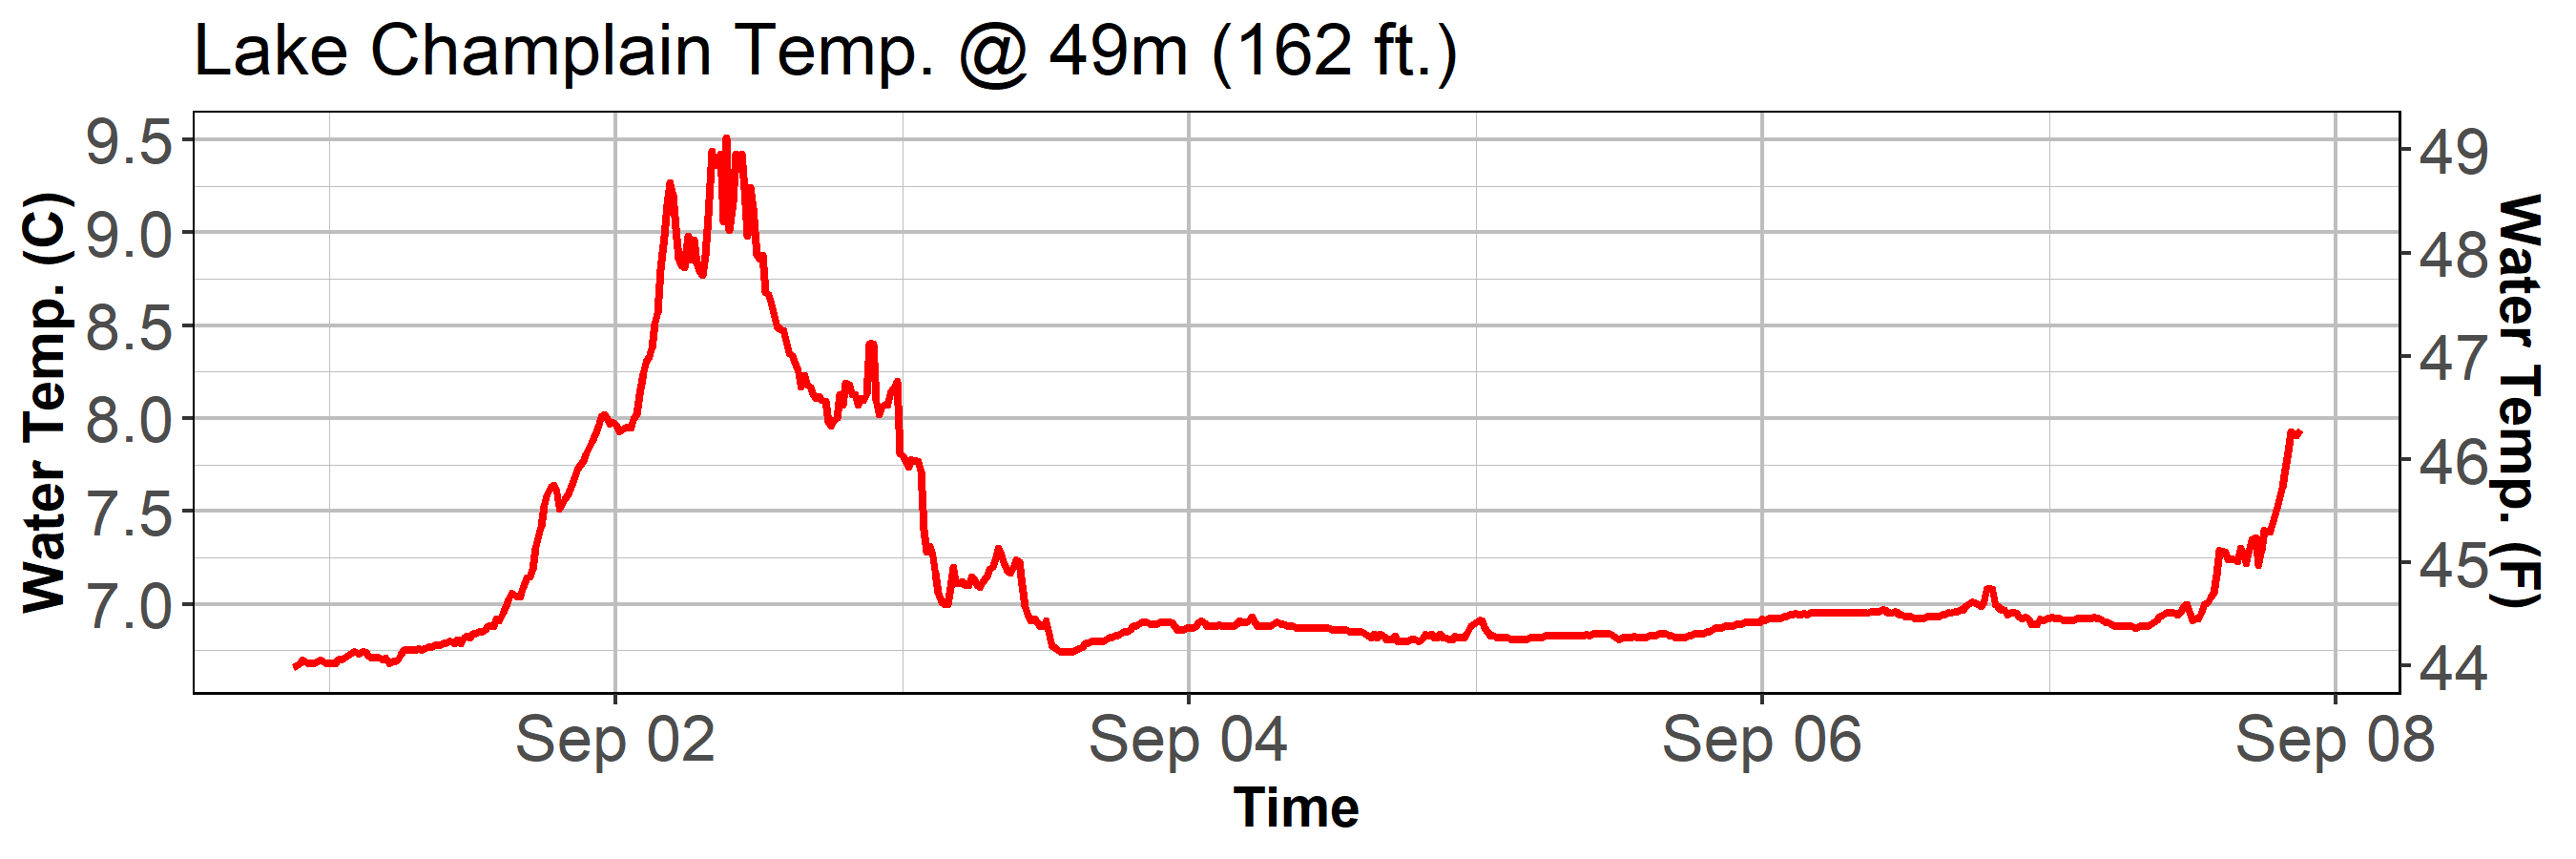 Lake Champlain Temp. @ 49m (162 ft.)
Water Temp. (C)
9.5
9.0
8.5
8.0
7.5
7.0
49
48
47
46
45
44
Water Temp. (F)
Sep 02
Sep 04
Sep 06
Sep 08
Time